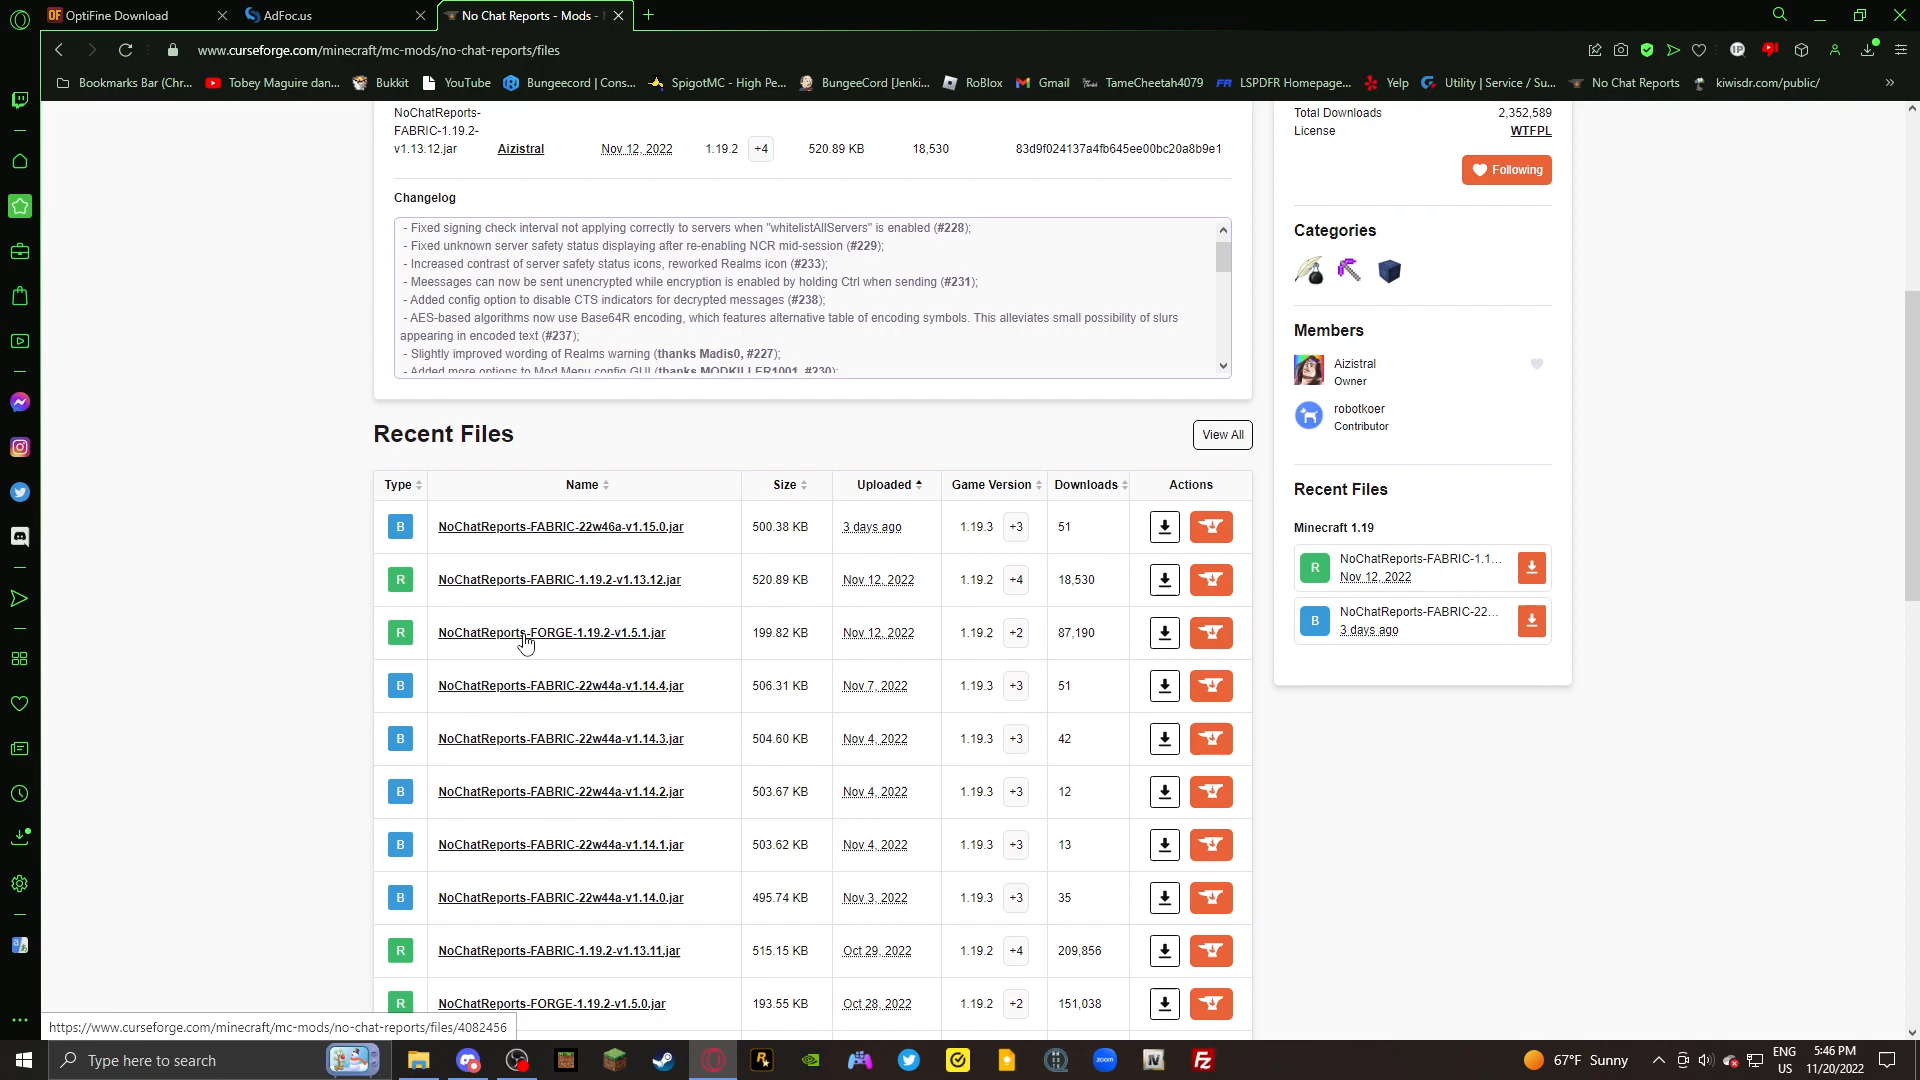 OptiFine Download
AdFoc.us
No Chat Reports - Mods -
www.curseforge.com/minecraft/mc-mods/no-chat-reports/files
Bookmarks Bar (Chr...
Tobey Maguire dan...
Bukkit
YouTube
Bungeecord | Cons...
SpigotMC - High Pe...
BungeeCord [Jenki...
RoBlox
Gmail
TameCheetah4079
LSPDFR Homepage...
Yelp
Utility | Service / Su...
No Chat Reports
kiwisdr.com/public/
NoChatReports-
FABRIC-1.19.2-
v1.13.12.jar Aizistral Nov 12, 2022 1.19.2 +4 520.89 KB 18,530 83d9f024137a4fb645ee00bc20a8b9e1
Changelog
- Fixed signing check interval not applying correctly to servers when "whitelistAllServers" is enabled (#228);
- Fixed unknown server safety status displaying after re-enabling NCR mid-session (#229);
- Increased contrast of server safety status icons, reworked Realms icon (#233);
- Meessages can now be sent unencrypted while encryption is enabled by holding Ctrl when sending (#231);
- Added config option to disable CTS indicators for decrypted messages (#238);
- AES-based algorithms now use Base64R encoding, which features alternative table of encoding symbols. This alleviates small possibility of slurs
appearing in encoded text (#237);
- Slightly improved wording of Realms warning (thanks Madis0, #227);
- Added more options to Mod Menu config GUI (thanks MODKILLER1001, #230);
Recent Files
View All
Type Name Size Uploaded Game Version Downloads Actions
B NoChatReports-FABRIC-22w46a-v1.15.0.jar 500.38 KB 3 days ago 1.19.3 +3 51
R NoChatReports-FABRIC-1.19.2-v1.13.12.jar 520.89 KB Nov 12, 2022 1.19.2 +4 18,530
R NoChatReports-FORGE-1.19.2-v1.5.1.jar 199.82 KB Nov 12, 2022 1.19.2 +2 87,190
B NoChatReports-FABRIC-22w44a-v1.14.4.jar 506.31 KB Nov 7, 2022 1.19.3 +3 51
B NoChatReports-FABRIC-22w44a-v1.14.3.jar 504.60 KB Nov 4, 2022 1.19.3 +3 42
B NoChatReports-FABRIC-22w44a-v1.14.2.jar 503.67 KB Nov 4, 2022 1.19.3 +3 12
B NoChatReports-FABRIC-22w44a-v1.14.1.jar 503.62 KB Nov 4, 2022 1.19.3 +3 13
B NoChatReports-FABRIC-22w44a-v1.14.0.jar 495.74 KB Nov 3, 2022 1.19.3 +3 35
R NoChatReports-FABRIC-1.19.2-v1.13.11.jar 515.15 KB Oct 29, 2022 1.19.2 +4 209,856
R NoChatReports-FORGE-1.19.2-v1.5.0.jar 193.55 KB Oct 28, 2022 1.19.2 +2 151,038
Total Downloads 2,352,589
License WTFPL
Following
Categories
Members
Aizistral
Owner
robotkoer
Contributor
Recent Files
Minecraft 1.19
R NoChatReports-FABRIC-1.1...
Nov 12, 2022
B NoChatReports-FABRIC-22...
3 days ago
https://www.curseforge.com/minecraft/mc-mods/no-chat-reports/files/4082456
Type here to search
67°F Sunny
ENG
US
5:46 PM
11/20/2022